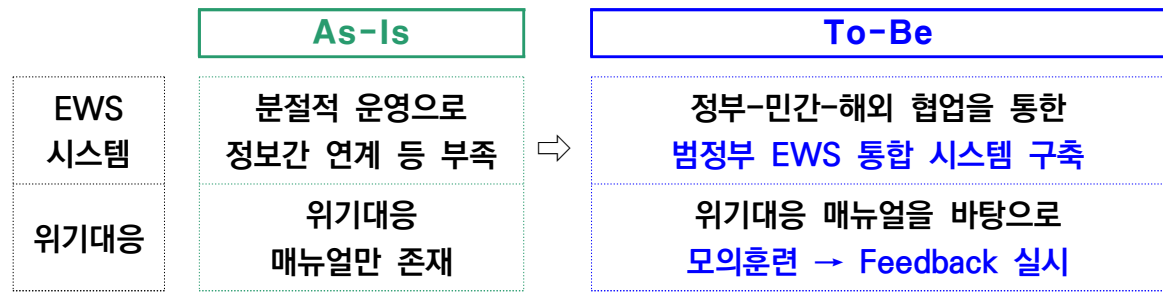 As-Is
To-Be
EWS
시스템
분절적 운영으로
정보간 연계 등 부족
⇨
정부-민간-해외 협업을 통한
범정부 EWS 통합 시스템 구축
위기대응
위기대응
매뉴얼만 존재
위기대응 매뉴얼을 바탕으로
모의훈련 → Feedback 실시